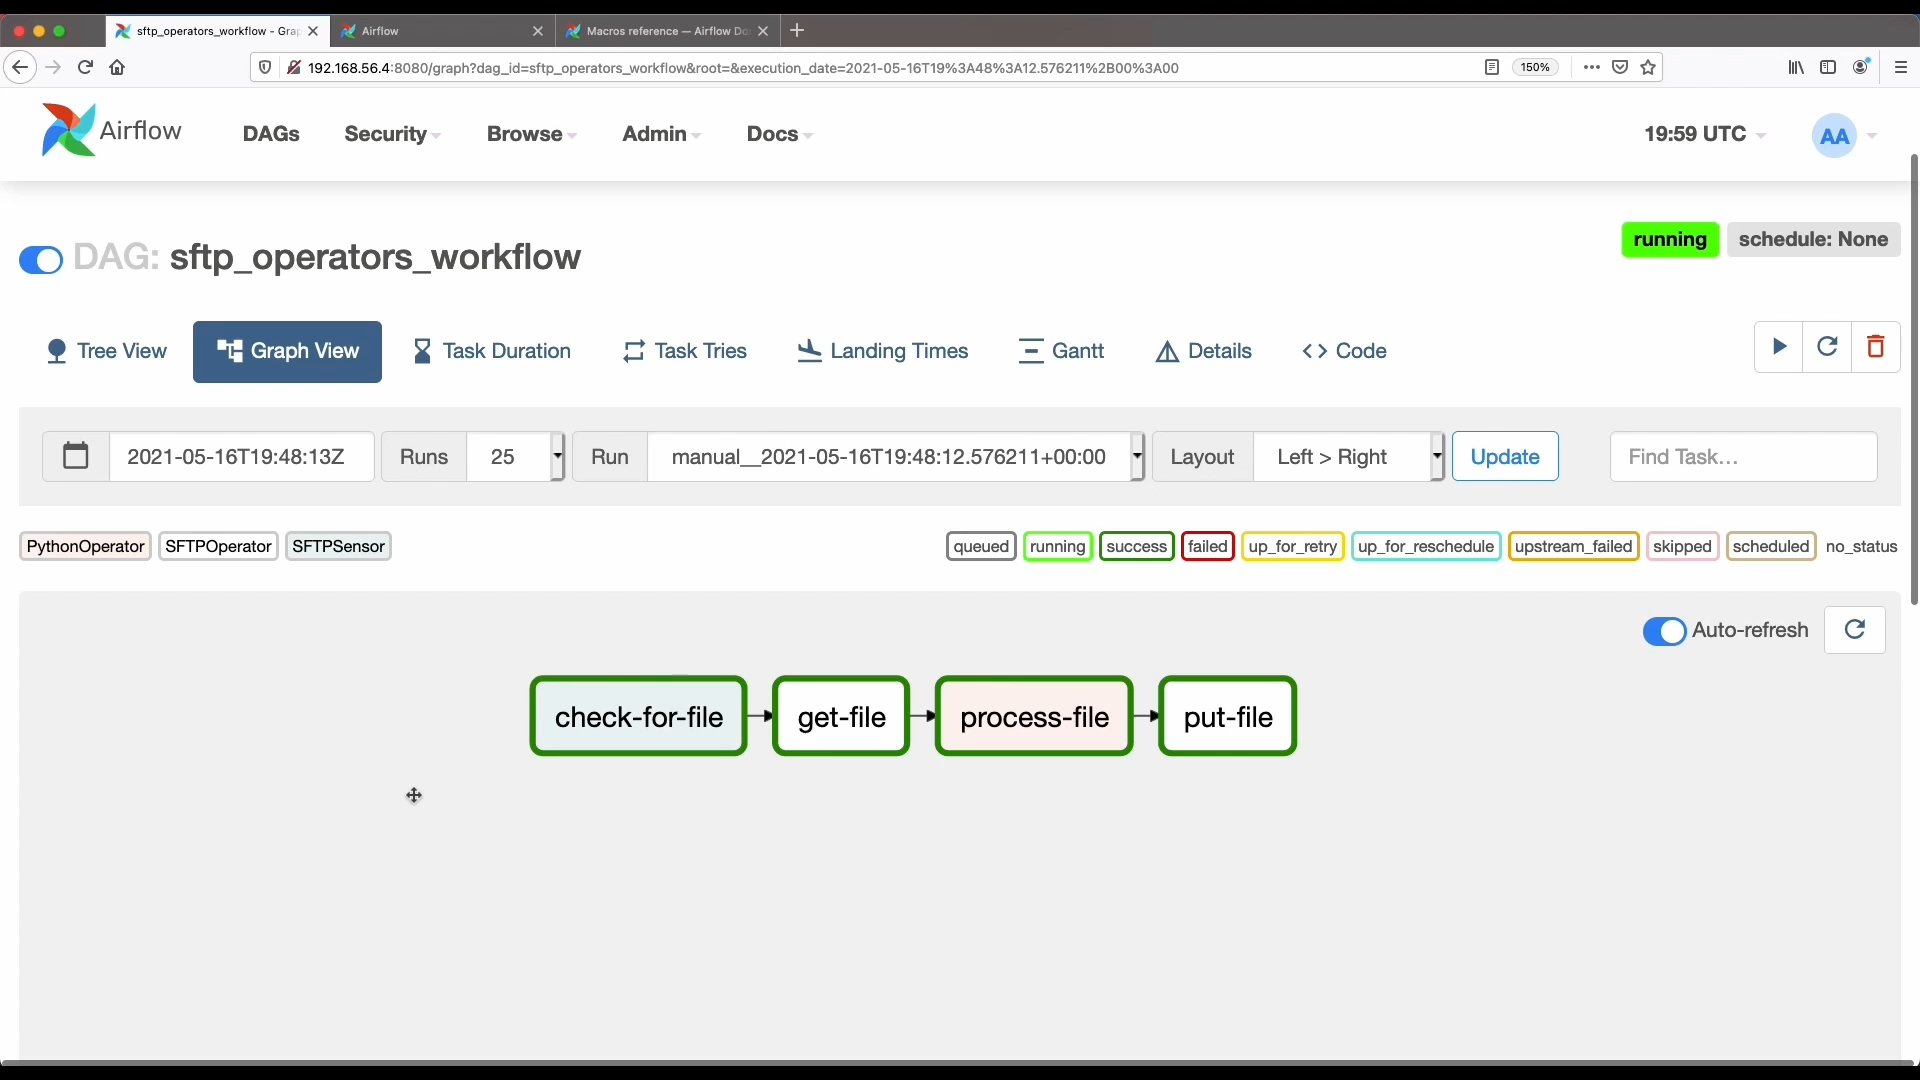 sftp_operators_workflow - Grap
Airflow
Macros reference — Airflow Do
192.168.56.4:8080/graph?dag_id=sftp_operators_workflow&root=&execution_date=2021-05-16T19%3A48%3A12.576211%2B00%3A00
150%
Airflow
DAGs
Security
Browse
Admin
Docs
19:59 UTC
AA
DAG: sftp_operators_workflow
running
schedule: None
Tree View
Graph View
Task Duration
Task Tries
Landing Times
Gantt
Details
Code
2021-05-16T19:48:13Z
Runs
25
Run
manual__2021-05-16T19:48:12.576211+00:00
Layout
Left > Right
Update
Find Task...
PythonOperator
SFTPOperator
SFTPSensor
queued
running
success
failed
up_for_retry
up_for_reschedule
upstream_failed
skipped
scheduled
no_status
Auto-refresh
check-for-file
get-file
process-file
put-file